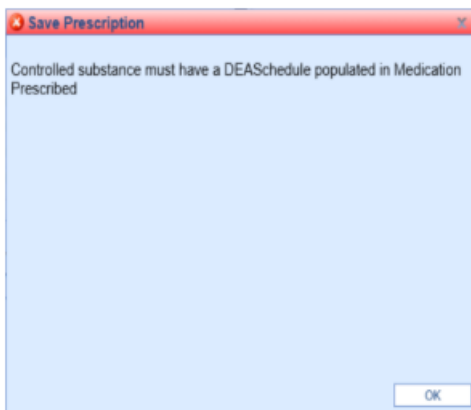 Save Prescription
Controlled substance must have a DEASchedule populated in Medication
Prescribed
OK